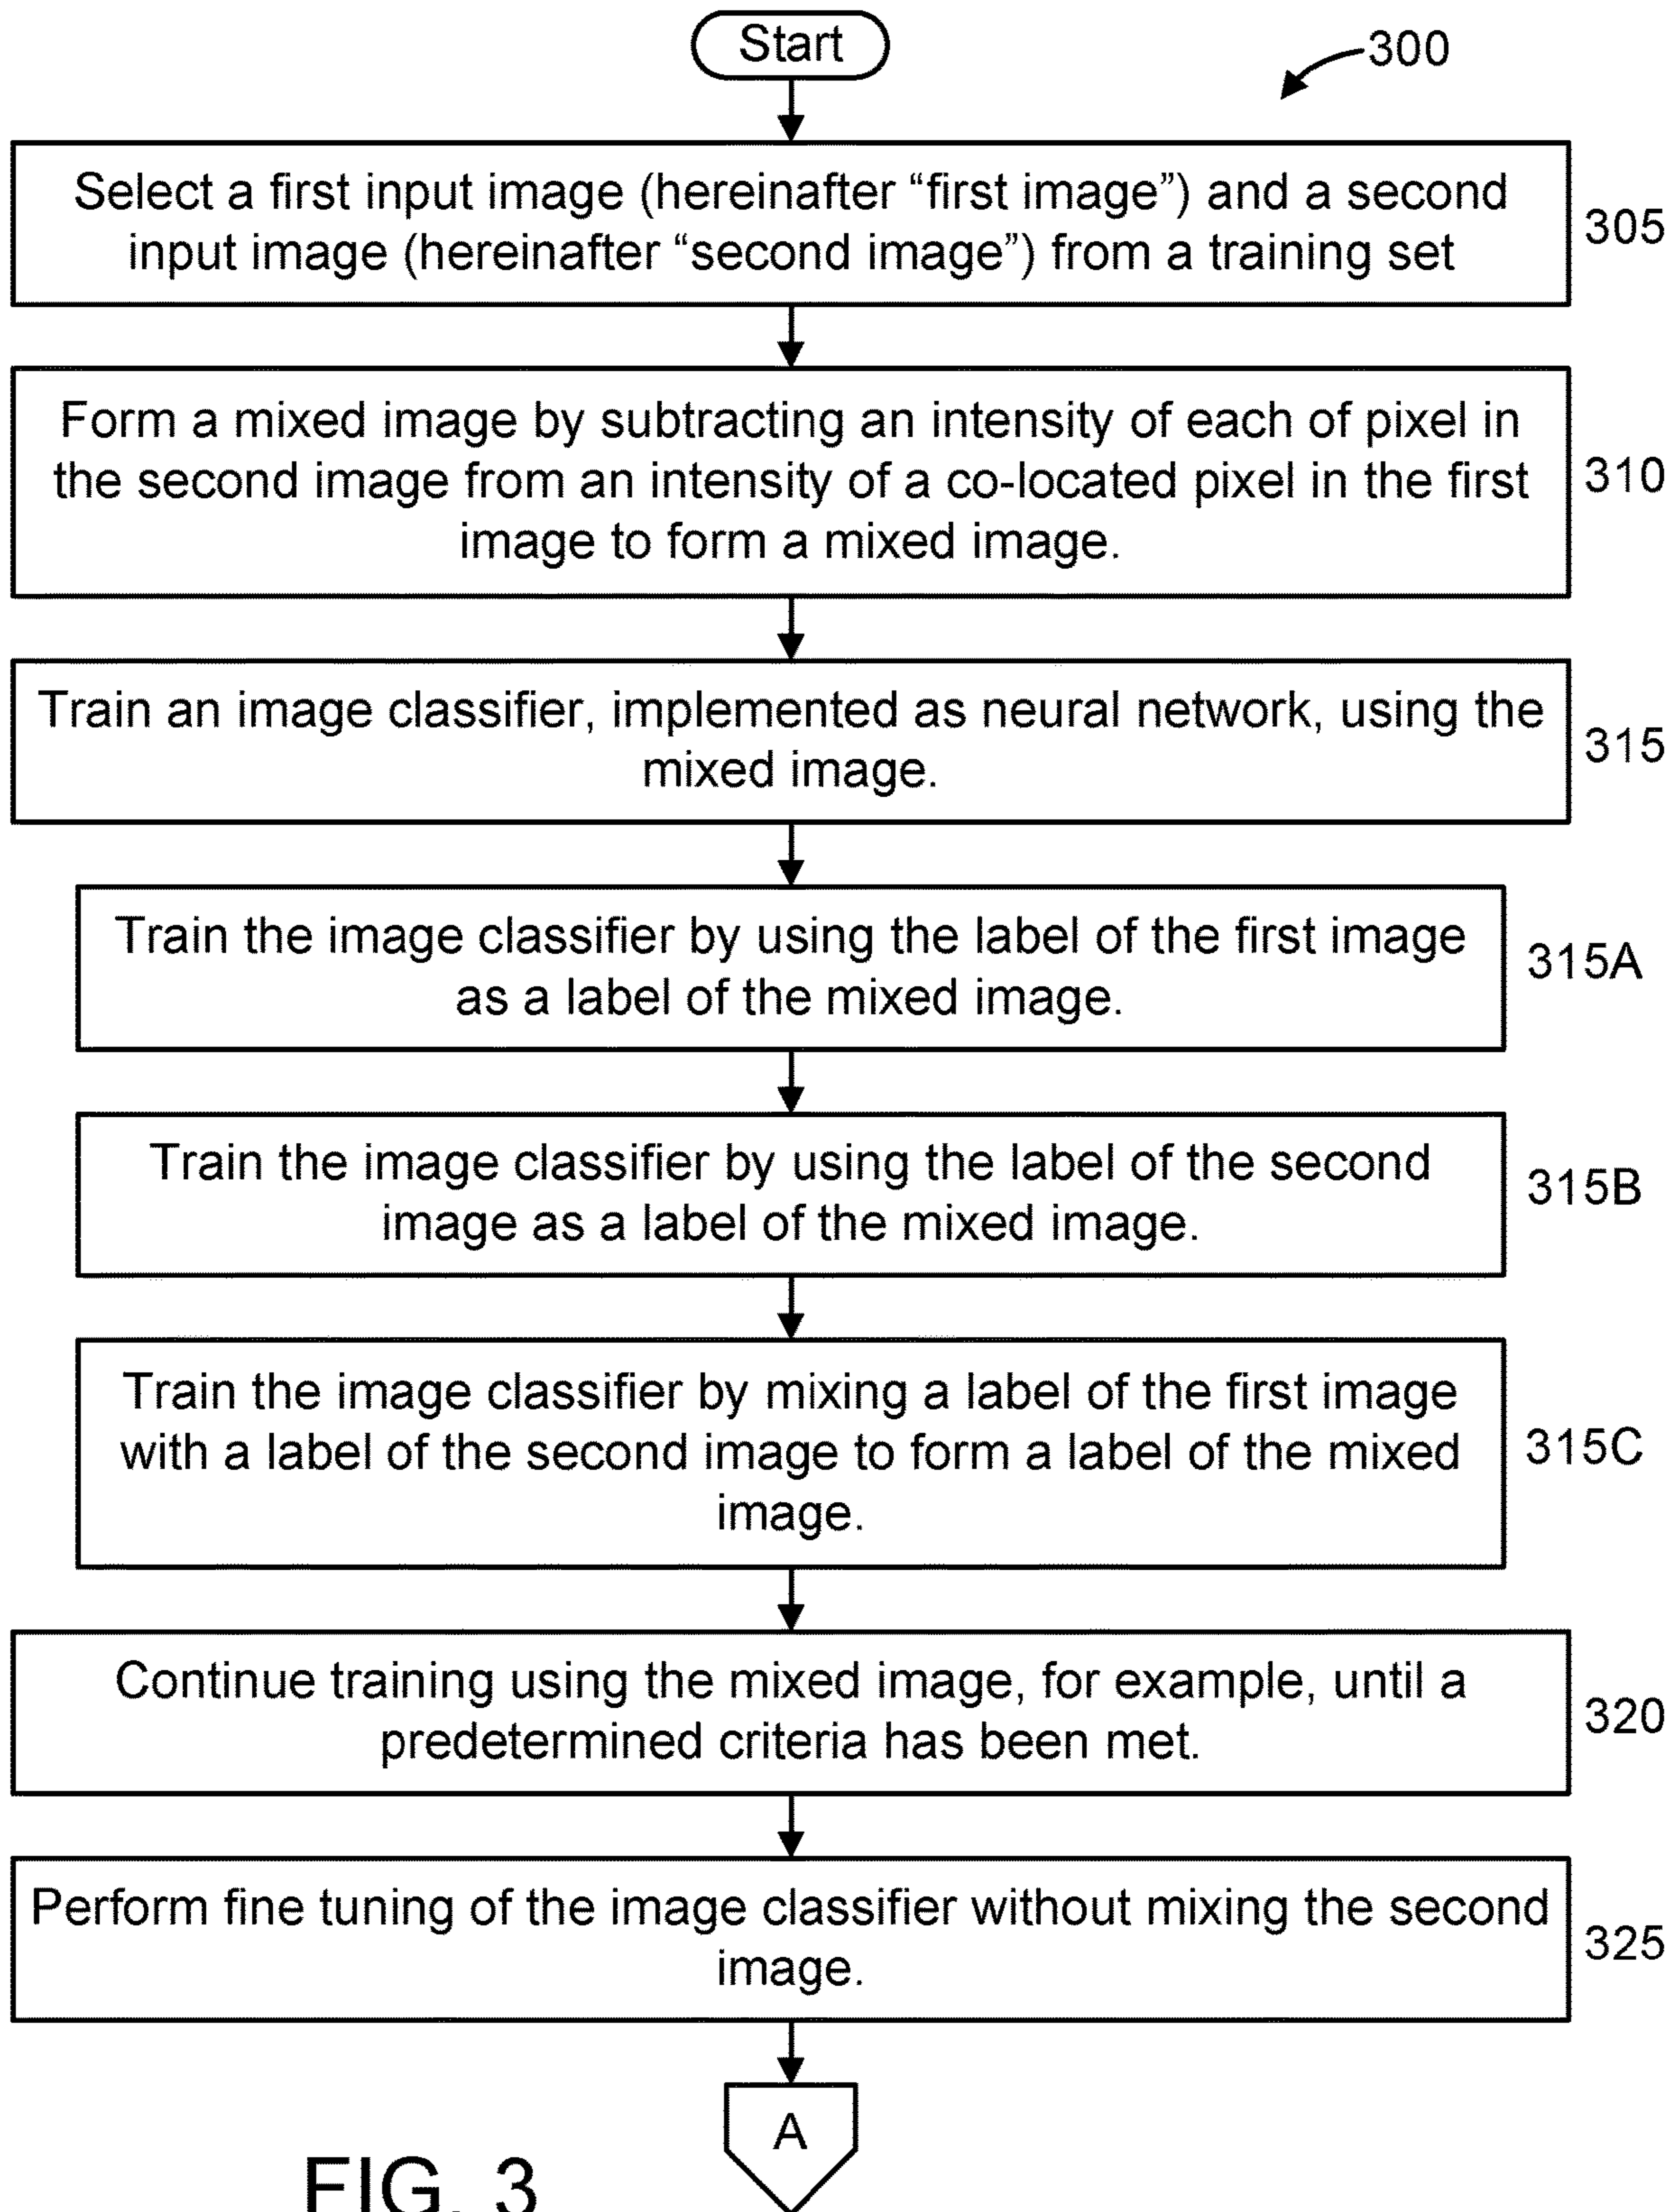 Start
300
Select a first input image (hereinafter “first image”) and a second
input image (hereinafter “second image”) from a training set
305
Form a mixed image by subtracting an intensity of each of pixel in
the second image from an intensity of a co-located pixel in the first
image to form a mixed image.
310
Train an image classifier, implemented as neural network, using the
mixed image.
315
Train the image classifier by using the label of the first image
as a label of the mixed image.
315A
Train the image classifier by using the label of the second
image as a label of the mixed image.
315B
Train the image classifier by mixing a label of the first image
with a label of the second image to form a label of the mixed
image.
315C
Continue training using the mixed image, for example, until a
predetermined criteria has been met.
320
Perform fine tuning of the image classifier without mixing the second
image.
325
A
FIG. 3